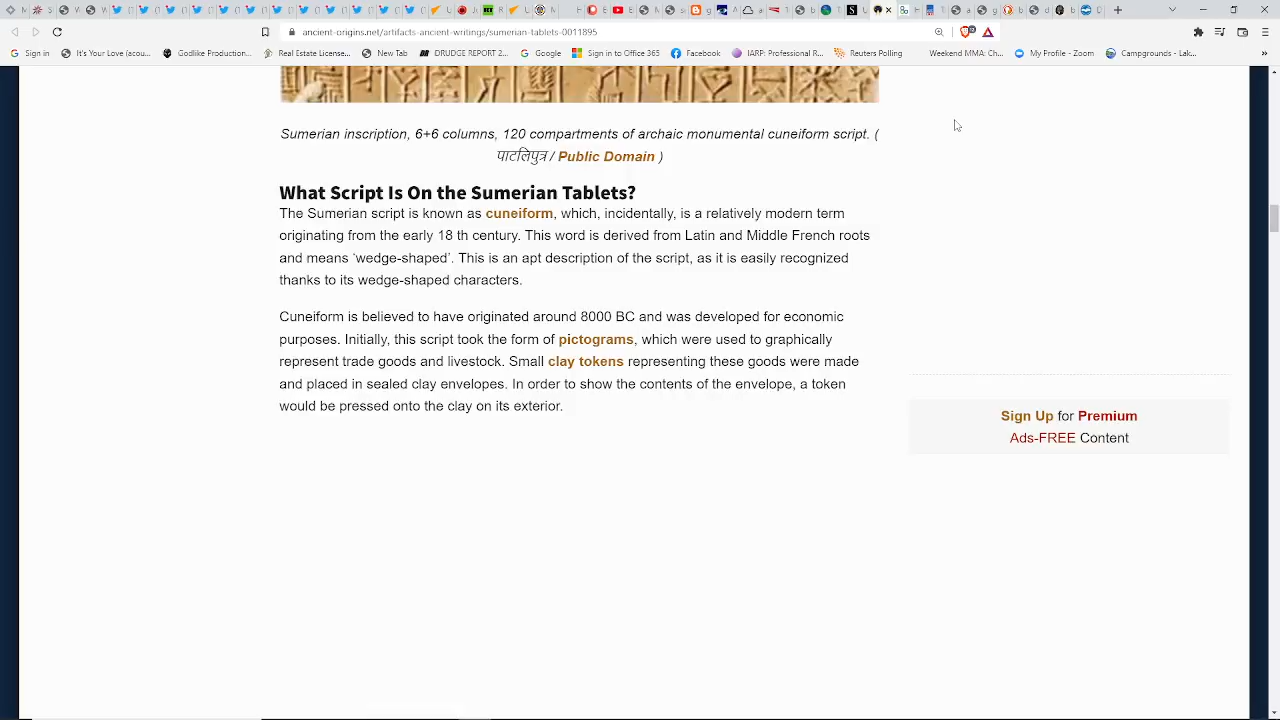 ancient-origins.net/artifacts-ancient-writings/sumerian-tablets-0011895
Sign in
It's Your Love (acou...
Godlike Production...
Real Estate License...
New Tab
DRUDGE REPORT 2...
Google
Sign in to Office 365
Facebook
IARP: Professional R...
Reuters Polling
Weekend MMA: Ch...
My Profile - Zoom
Campgrounds - Lak...
»
Sumerian inscription, 6+6 columns, 120 compartments of archaic monumental cuneiform script. (
पाटलिपुत्र / Public Domain )
What Script Is On the Sumerian Tablets?
The Sumerian script is known as cuneiform, which, incidentally, is a relatively modern term
originating from the early 18 th century. This word is derived from Latin and Middle French roots
and means ‘wedge-shaped’. This is an apt description of the script, as it is easily recognized
thanks to its wedge-shaped characters.
Cuneiform is believed to have originated around 8000 BC and was developed for economic
purposes. Initially, this script took the form of pictograms, which were used to graphically
represent trade goods and livestock. Small clay tokens representing these goods were made
and placed in sealed clay envelopes. In order to show the contents of the envelope, a token
would be pressed onto the clay on its exterior.
Sign Up for Premium
Ads-FREE Content